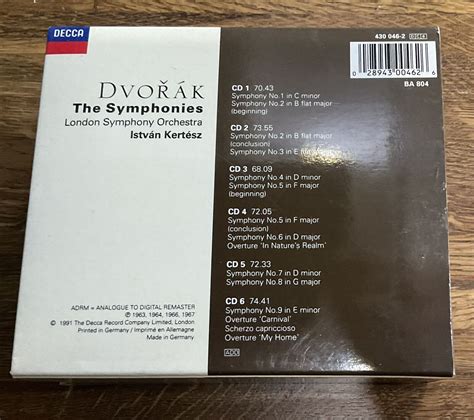 DECCA
DVOŘÁK
The Symphonies
London Symphony Orchestra
István Kertész
ADRM = ANALOGUE TO DIGITAL REMASTER
℗ 1963, 1964, 1966, 1967
© 1991 The Decca Record Company Limited, London
Printed in Germany / Imprimé en Allemagne
Made in Germany
430 046-2
0 28943 00462 6
BA 804
CD 1 70.43
Symphony No.1 in C minor
Symphony No.2 in B flat major
(beginning)
CD 2 73.55
Symphony No.2 in B flat major
(conclusion)
Symphony No.3 in E flat major
CD 3 68.09
Symphony No.4 in D minor
Symphony No.5 in F major
(beginning)
CD 4 72.05
Symphony No.5 in F major
(conclusion)
Symphony No.6 in D major
Overture 'In Nature's Realm'
CD 5 72.33
Symphony No.7 in D minor
Symphony No.8 in G major
CD 6 74.41
Symphony No.9 in E minor
Overture 'Carnival'
Scherzo capriccioso
Overture 'My Home'
ADD